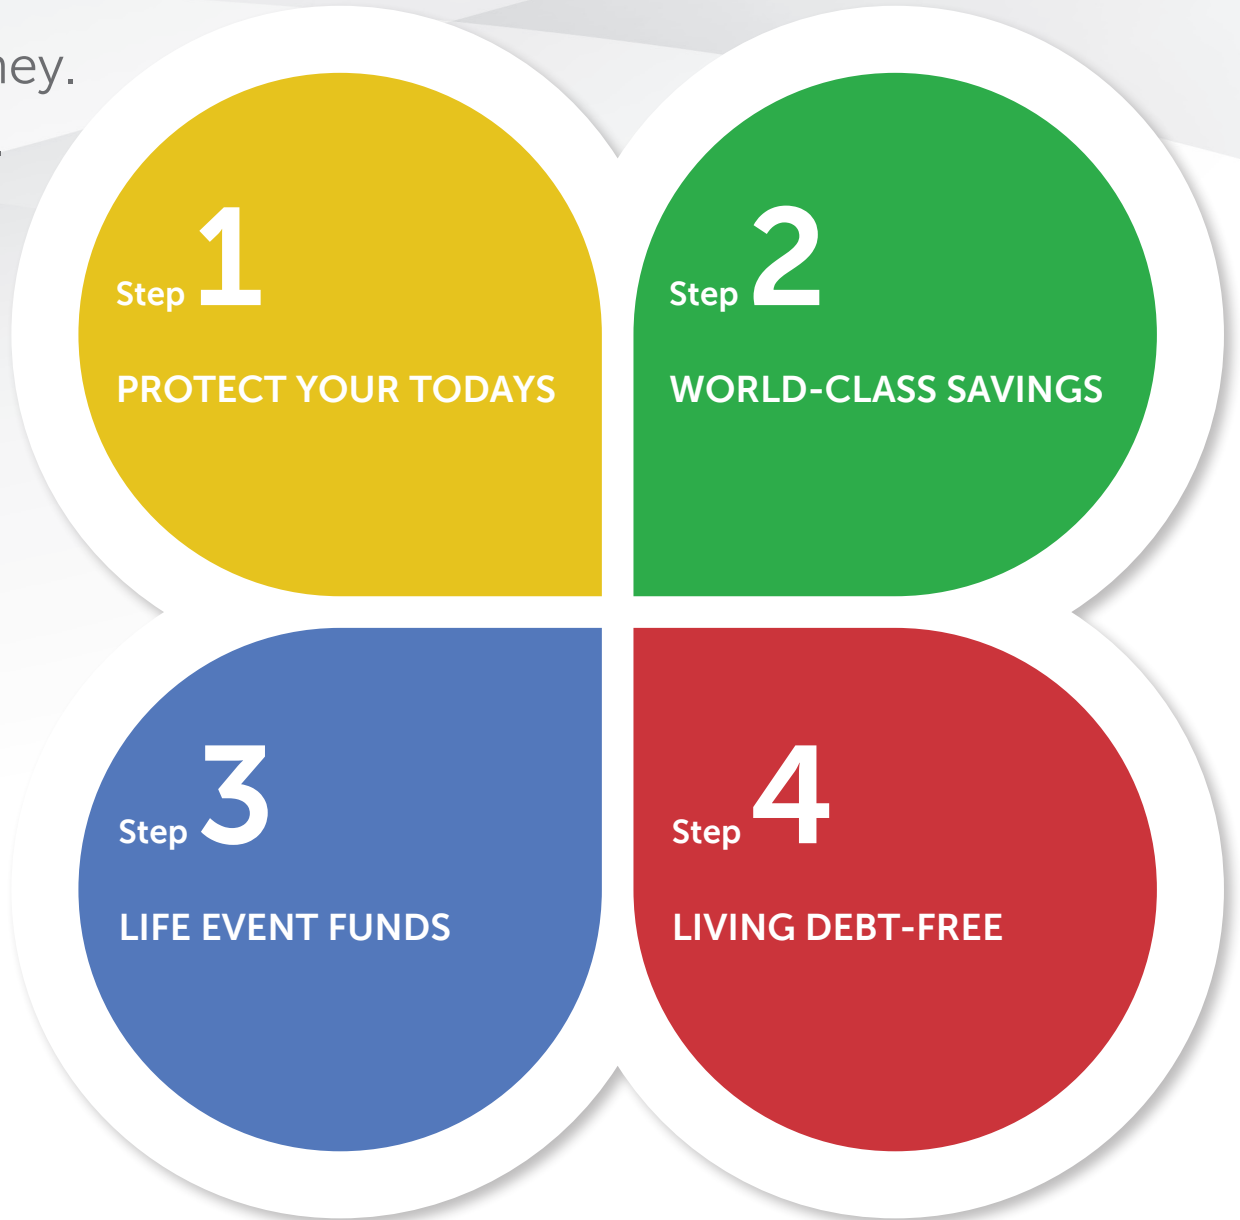 Step 1
PROTECT YOUR TODAYS
Step 2
WORLD-CLASS SAVINGS
Step 3
LIFE EVENT FUNDS
Step 4
LIVING DEBT-FREE